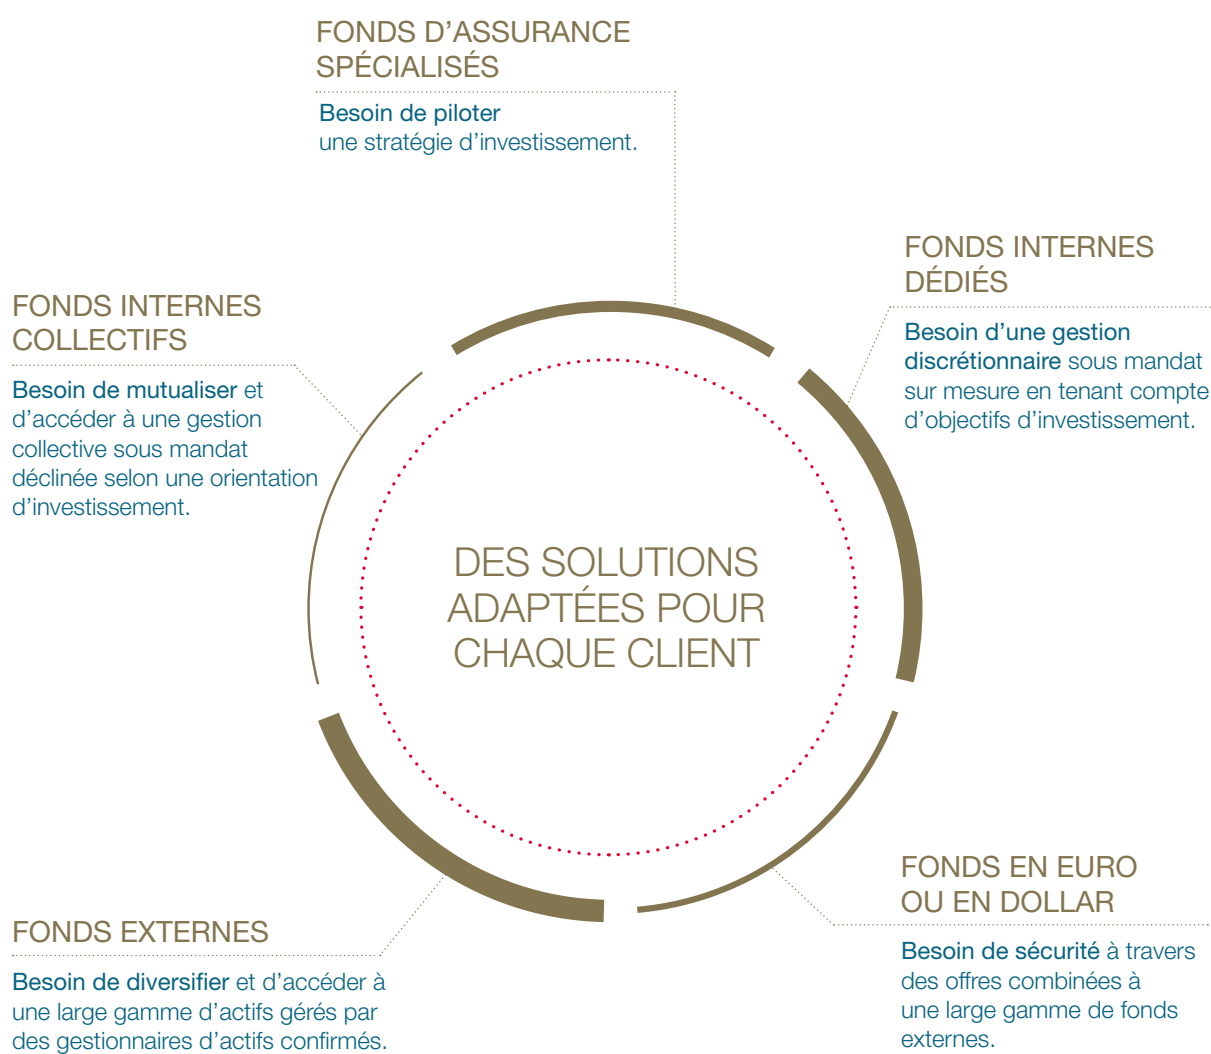 FONDS D’ASSURANCE
SPÉCIALISÉS
Besoin de piloter
une stratégie d’investissement.
FONDS INTERNES
DÉDIÉS
Besoin d’une gestion
discrétionnaire sous mandat
sur mesure en tenant compte
d’objectifs d’investissement.
FONDS INTERNES
COLLECTIFS
Besoin de mutualiser et
d’accéder à une gestion
collective sous mandat
déclinée selon une orientation
d’investissement.
DES SOLUTIONS
ADAPTÉES POUR
CHAQUE CLIENT
FONDS EN EURO
OU EN DOLLAR
Besoin de sécurité à travers
des offres combinées à
une large gamme de fonds
externes.
FONDS EXTERNES
Besoin de diversifier et d’accéder à
une large gamme d’actifs gérés par
des gestionnaires d’actifs confirmés.